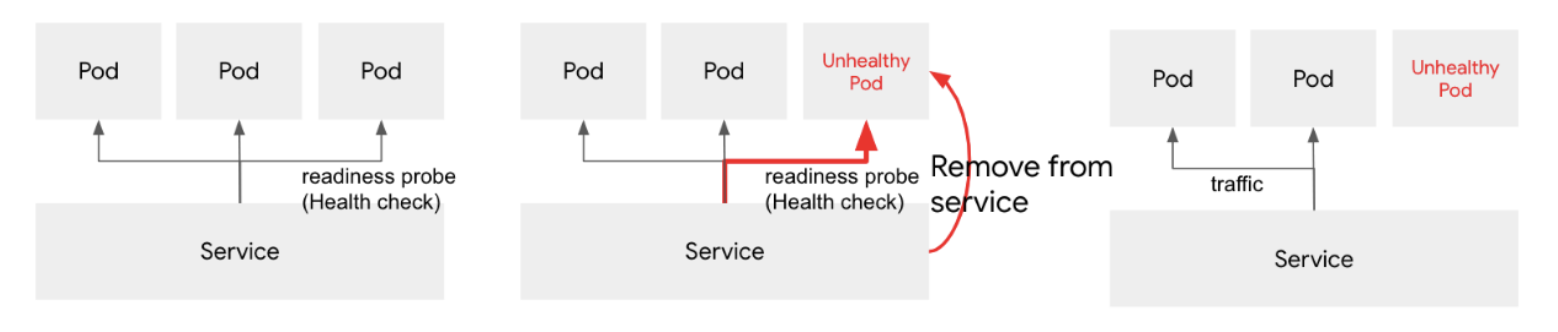 Pod
Pod
Pod
readiness probe
(Health check)
Service
Pod
Pod
Unhealthy
Pod
readiness probe
(Health check)
Remove from
service
Service
Pod
Pod
Unhealthy
Pod
traffic
Service